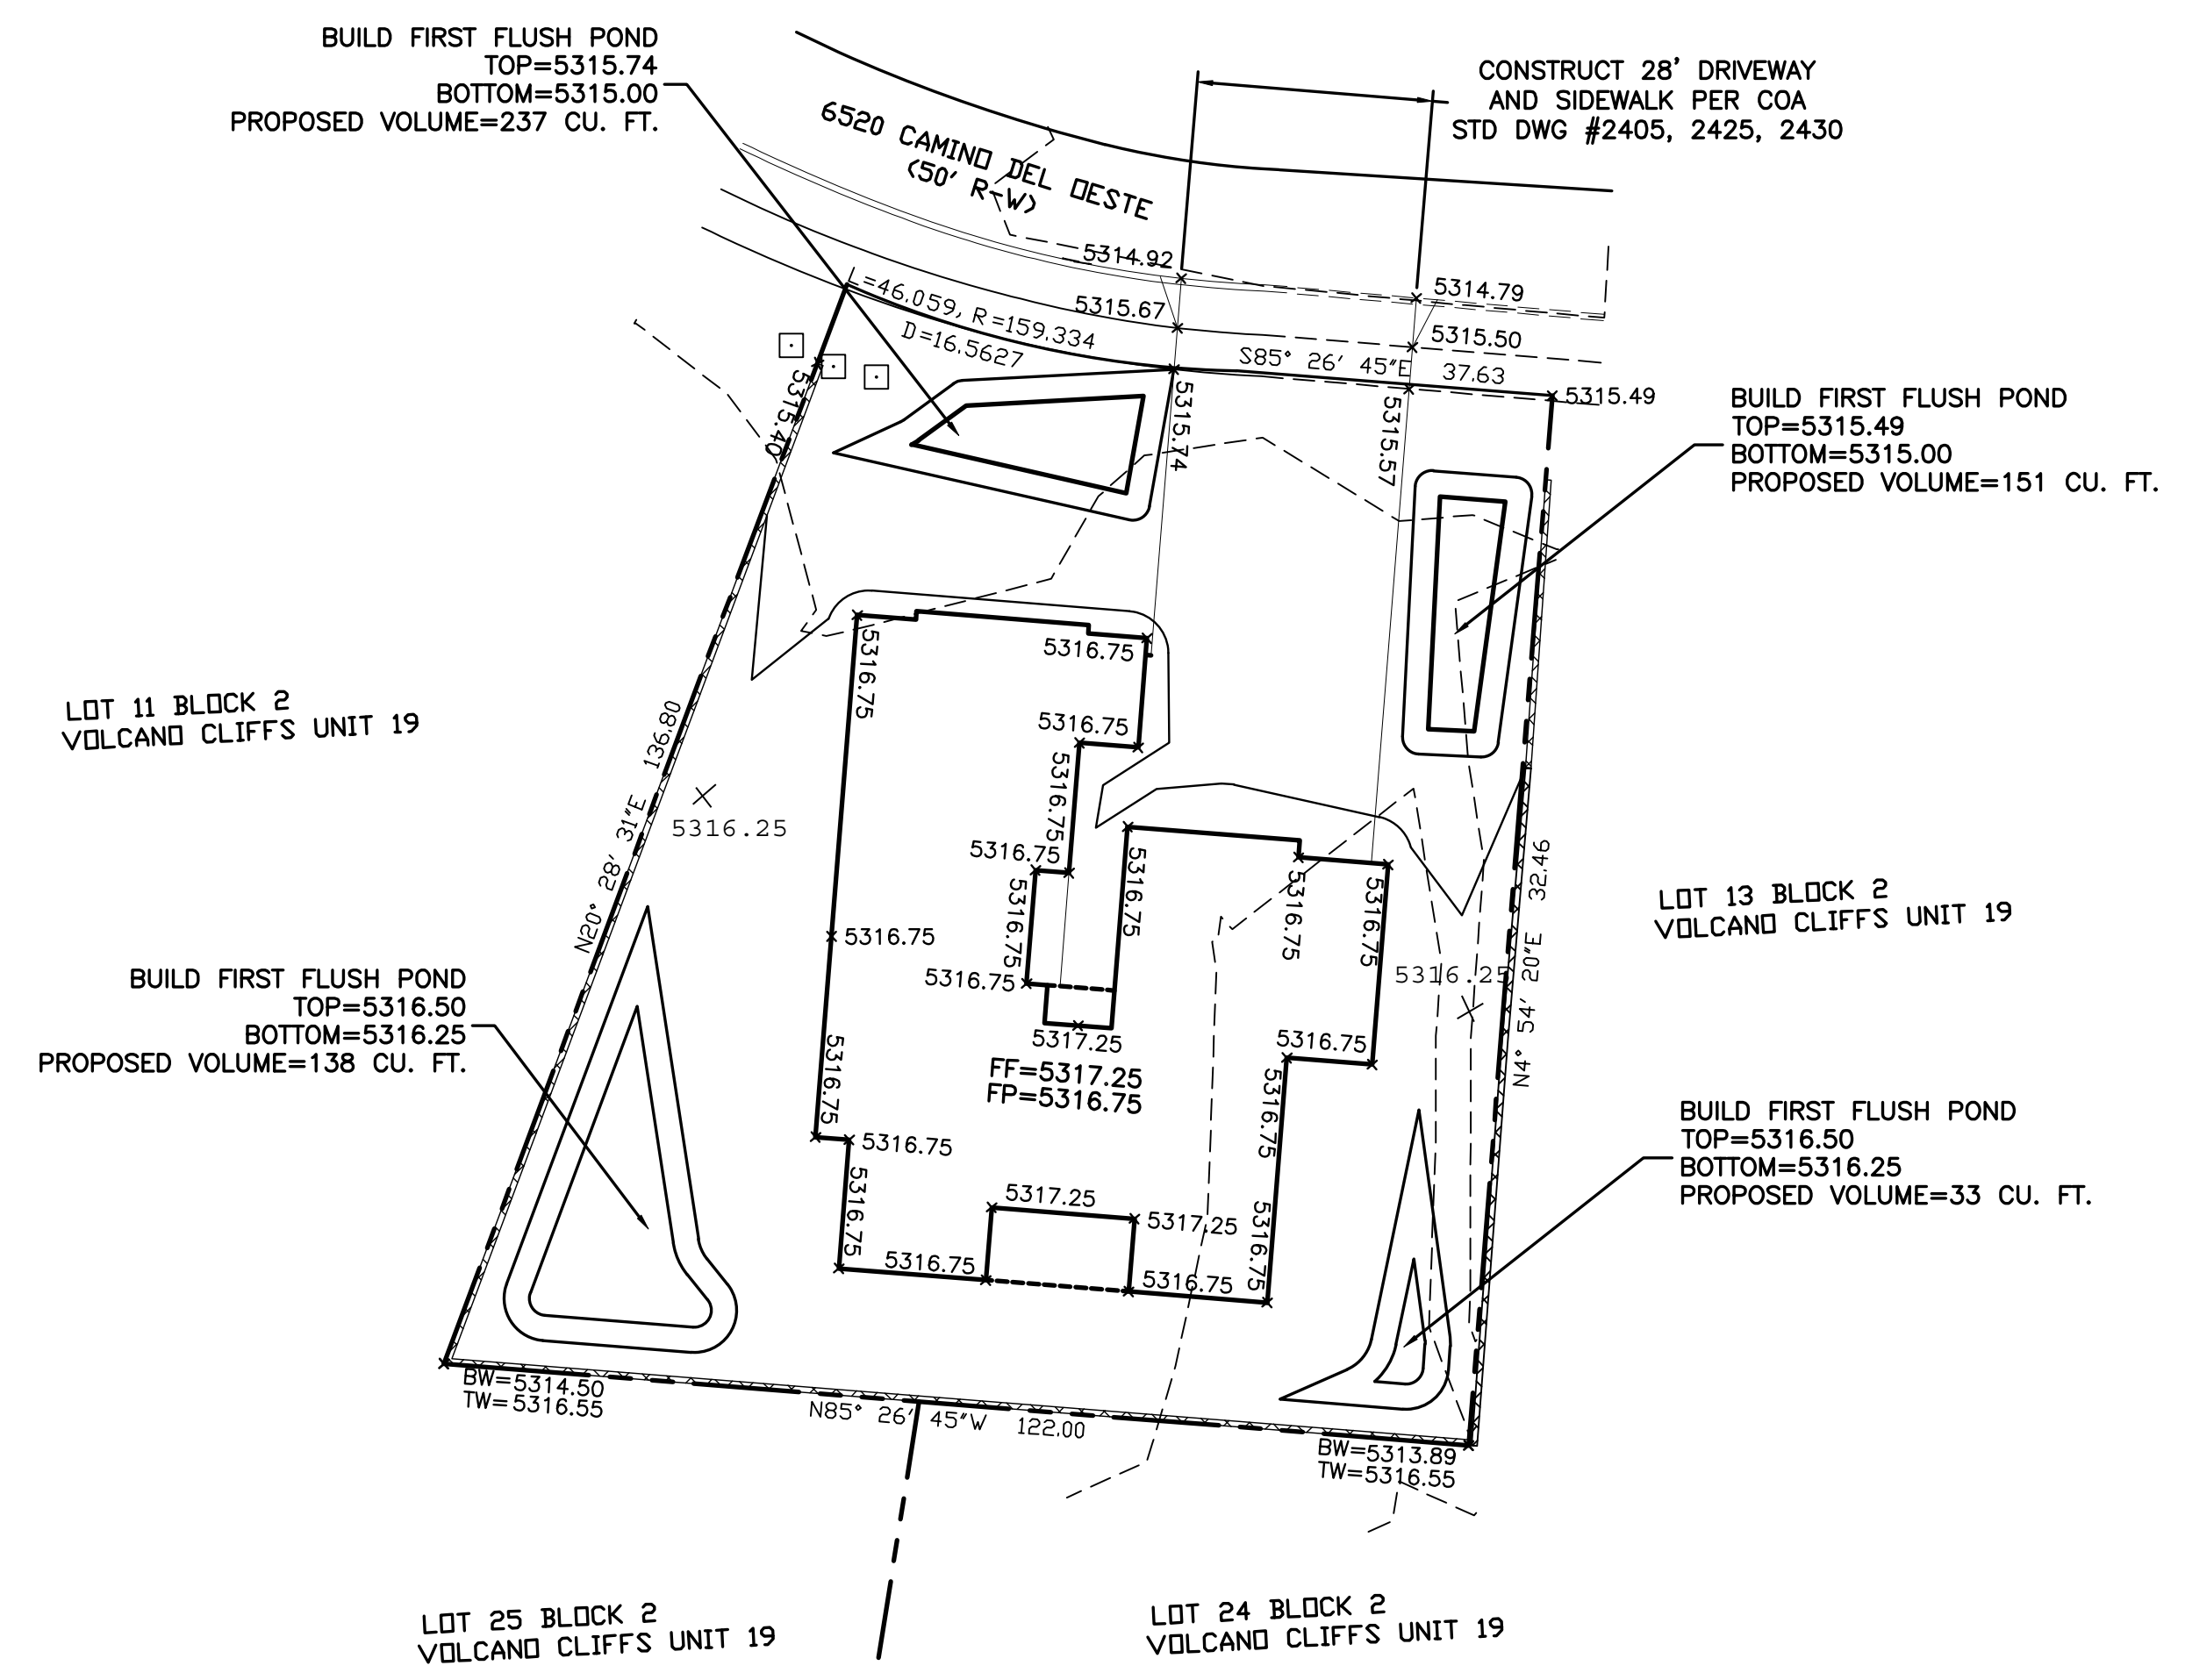 BUILD FIRST FLUSH POND
TOP=5315.74
BOTTOM=5315.00
PROPOSED VOLUME=237 CU. FT.
CONSTRUCT 28' DRIVEWAY
AND SIDEWALK PER COA
STD DWG #2405, 2425, 2430
6520 CAMINO DEL OESTE
(50' R-W)
5314.92
5314.79
5315.67
5315.50
L=46.059, R=159.334
D=16.5627
S85° 26' 45"E 37.63
5315.49
5315.40
5315.74
5315.57
BUILD FIRST FLUSH POND
TOP=5315.49
BOTTOM=5315.00
PROPOSED VOLUME=151 CU. FT.
5316.75
5316.75
5316.75
5316.75
5316.75
5316.75
5316.75
5316.75
5316.75
5316.75
5316.75
LOT 11 BLOCK 2
VOLCANO CLIFFS UNIT 19
N20° 28' 31"E 136.80
5316.25
5316.25
LOT 13 BLOCK 2
VOLCANO CLIFFS UNIT 19
N4° 54' 20"E 32.46
BUILD FIRST FLUSH POND
TOP=5316.50
BOTTOM=5316.25
PROPOSED VOLUME=138 CU. FT.
5317.25
FF=5317.25
FP=5316.75
5316.75
5316.75
5316.75
5316.75
5316.75
5316.75
5317.25
5317.25
5316.75
5316.75
BUILD FIRST FLUSH POND
TOP=5316.50
BOTTOM=5316.25
PROPOSED VOLUME=33 CU. FT.
BW=5314.50
TW=5316.55
N85° 26' 45"W 122.00
BW=5313.89
TW=5316.55
LOT 25 BLOCK 2
VOLCANO CLIFFS UNIT 19
LOT 24 BLOCK 2
VOLCANO CLIFFS UNIT 19